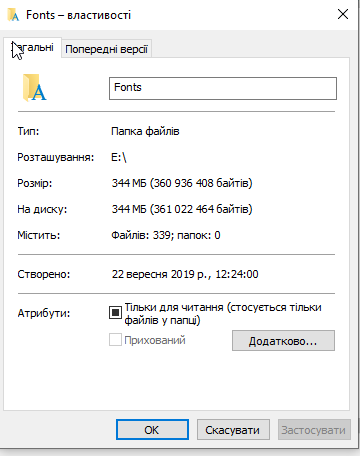 Fonts – властивості
Загальні Попередні версії
Fonts
Тип: Папка файлів
Розташування: E:\
Розмір: 344 МБ (360 936 408 байтів)
На диску: 344 МБ (361 022 464 байтів)
Містить: Файлів: 339; папок: 0
Створено: 22 вересня 2019 р., 12:24:00
Атрибути: Тільки для читання (стосується тільки
файлів у папці)
Прихований Додатково...
OK Скасувати Застосувати